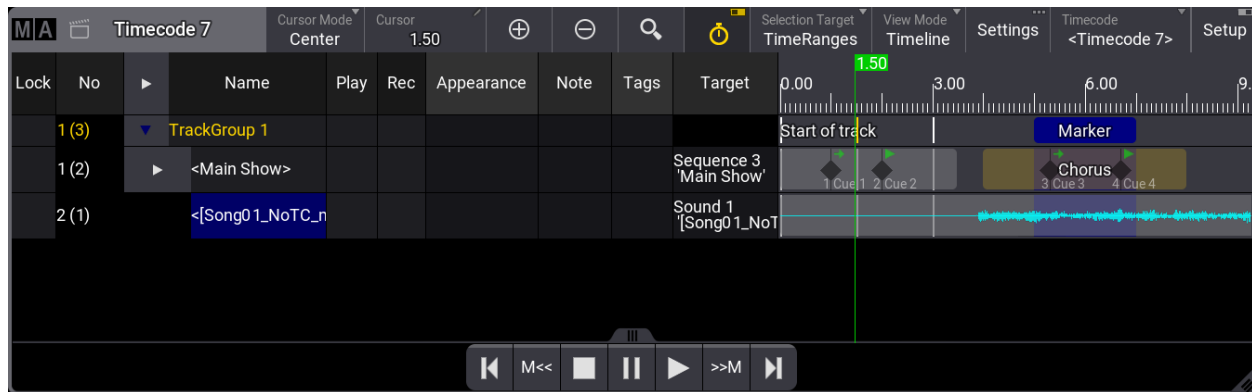 MA Timecode 7 Cursor Mode Center Cursor 1.50 Selection Target TimeRanges View Mode Timeline Settings Timecode <Timecode 7> Setup
1.50
Lock No Name Play Rec Appearance Note Tags Target 0.00 3.00 6.00 9.
1 (3) TrackGroup 1 Start of track Marker
1 (2) <Main Show> Sequence 3 'Main Show' Chorus
1 Cue 1 2 Cue 2 3 Cue 3 4 Cue 4
2 (1) <[Song01_NoTC_n Sound 1 '[Song01_NoT
M<< >>M